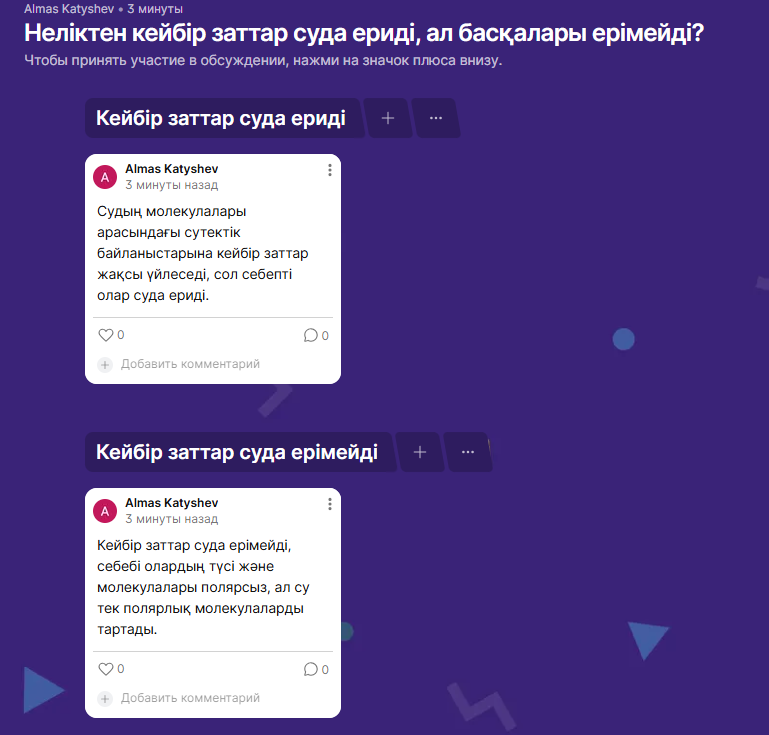 Almas Katyshev • 3 минуты
Неліктен кейбір заттар суда ериді, ал басқалары ерімейді?
Чтобы принять участие в обсуждении, нажми на значок плюса внизу.
Кейбір заттар суда ериді
A
Almas Katyshev
3 минуты назад
Судың молекулалары
арасындағы сутектік
байланыстарына кейбір заттар
жақсы үйлеседі, сол себепті
олар суда ериді.
0 0
Добавить комментарий
Кейбір заттар суда ерімейді
A
Almas Katyshev
3 минуты назад
Кейбір заттар суда ерімейді,
себебі олардың түсі және
молекулалары полярсыз, ал су
тек полярлық молекулаларды
тартады.
0 0
Добавить комментарий